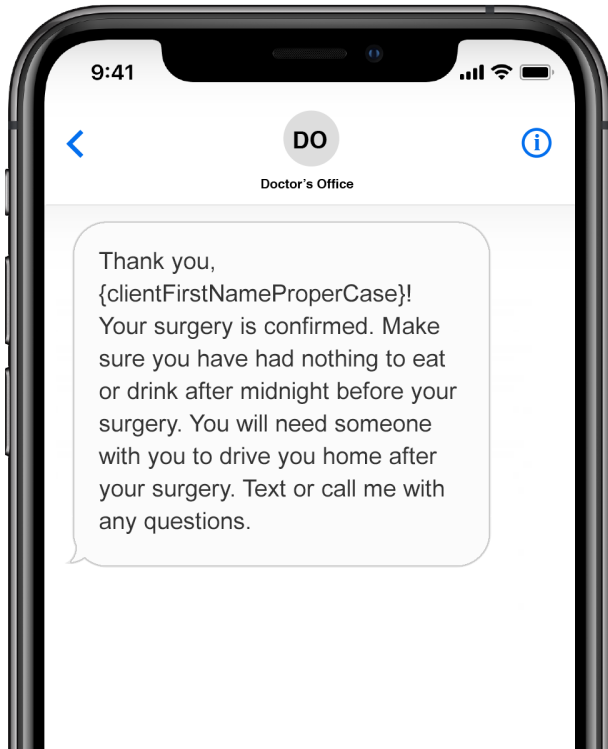 9:41
DO
Doctor's Office
Thank you,
{clientFirstNameProperCase}!
Your surgery is confirmed. Make
sure you have had nothing to eat
or drink after midnight before your
surgery. You will need someone
with you to drive you home after
your surgery. Text or call me with
any questions.